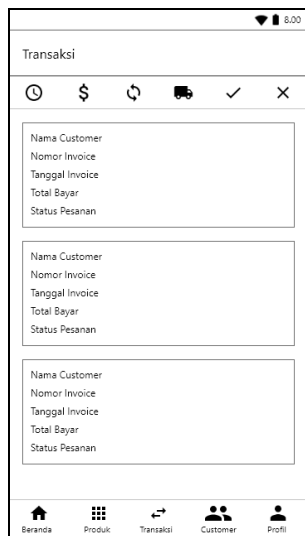 8.00
Transaksi
Nama Customer
Nomor Invoice
Tanggal Invoice
Total Bayar
Status Pesanan
Nama Customer
Nomor Invoice
Tanggal Invoice
Total Bayar
Status Pesanan
Nama Customer
Nomor Invoice
Tanggal Invoice
Total Bayar
Status Pesanan
Beranda Produk Transaksi Customer Profil